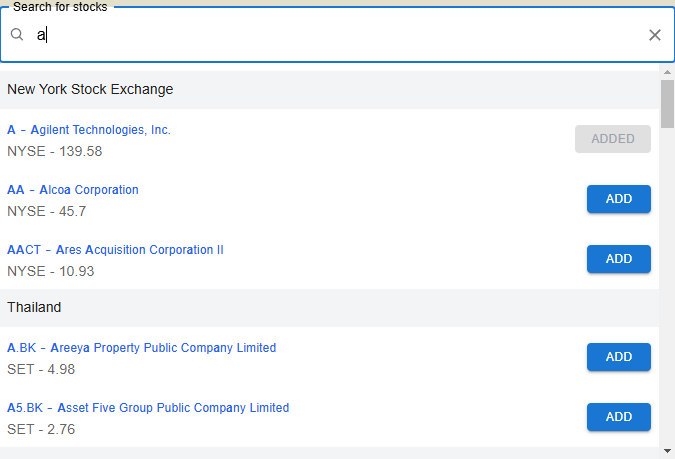 Search for stocks
a
New York Stock Exchange
A - Agilent Technologies, Inc.
NYSE - 139.58
ADDED
AA - Alcoa Corporation
NYSE - 45.7
ADD
AACT - Ares Acquisition Corporation II
NYSE - 10.93
ADD
Thailand
A.BK - Areeya Property Public Company Limited
SET - 4.98
ADD
A5.BK - Asset Five Group Public Company Limited
SET - 2.76
ADD